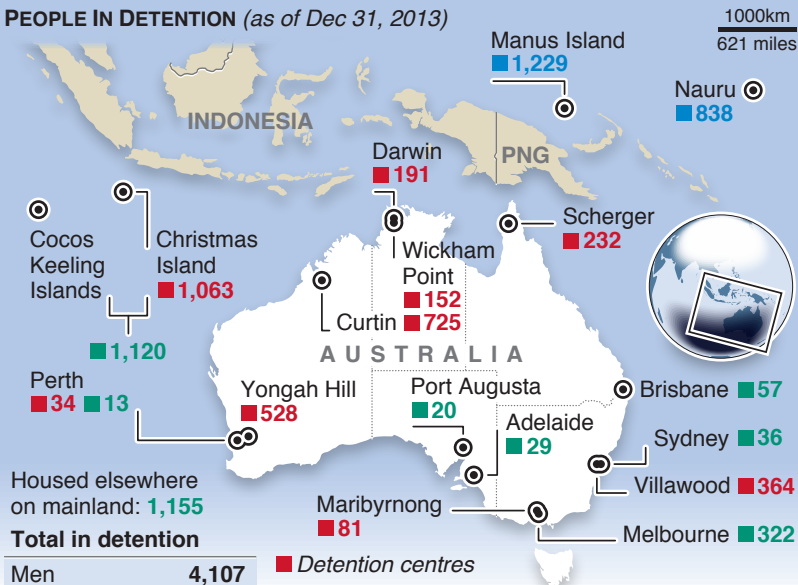 PEOPLE IN DETENTION (as of Dec 31, 2013)
1000km
621 miles
Manus Island
1,229
Nauru
838
INDONESIA
PNG
Darwin
191
Scherger
232
Cocos
Keeling
Islands
Christmas
Island
1,063
1,120
Wickham
Point
152
Curtin 725
AUSTRALIA
Perth
34 13
Yongah Hill
528
Port Augusta
20
Adelaide
29
Brisbane 57
Sydney 36
Villawood 364
Melbourne 322
Maribyrnong
81
Housed elsewhere
on mainland: 1,155
Total in detention
Men 4,107
Detention centres